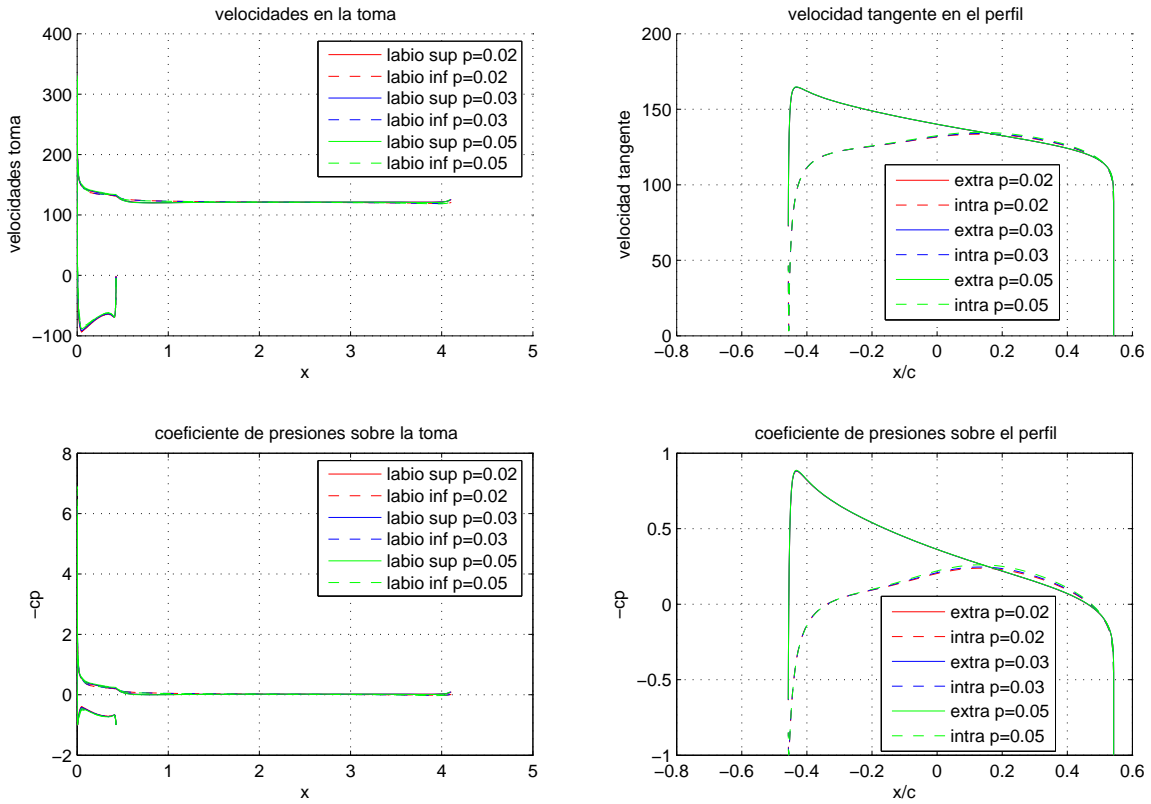 velocidades en la toma
400
300
200
100
0
−100
0
1
2
3
4
5
velocidades toma
x
labio sup p=0.02
labio inf p=0.02
labio sup p=0.03
labio inf p=0.03
labio sup p=0.05
labio inf p=0.05
velocidad tangente en el perfil
200
150
100
50
0
−0.8
−0.6
−0.4
−0.2
0
0.2
0.4
0.6
velocidad tangente
x/c
extra p=0.02
intra p=0.02
extra p=0.03
intra p=0.03
extra p=0.05
intra p=0.05
coeficiente de presiones sobre la toma
8
6
4
2
0
−2
0
1
2
3
4
5
−cp
x
labio sup p=0.02
labio inf p=0.02
labio sup p=0.03
labio inf p=0.03
labio sup p=0.05
labio inf p=0.05
coeficiente de presiones sobre el perfil
1
0.5
0
−0.5
−1
−0.8
−0.6
−0.4
−0.2
0
0.2
0.4
0.6
−cp
x/c
extra p=0.02
intra p=0.02
extra p=0.03
intra p=0.03
extra p=0.05
intra p=0.05